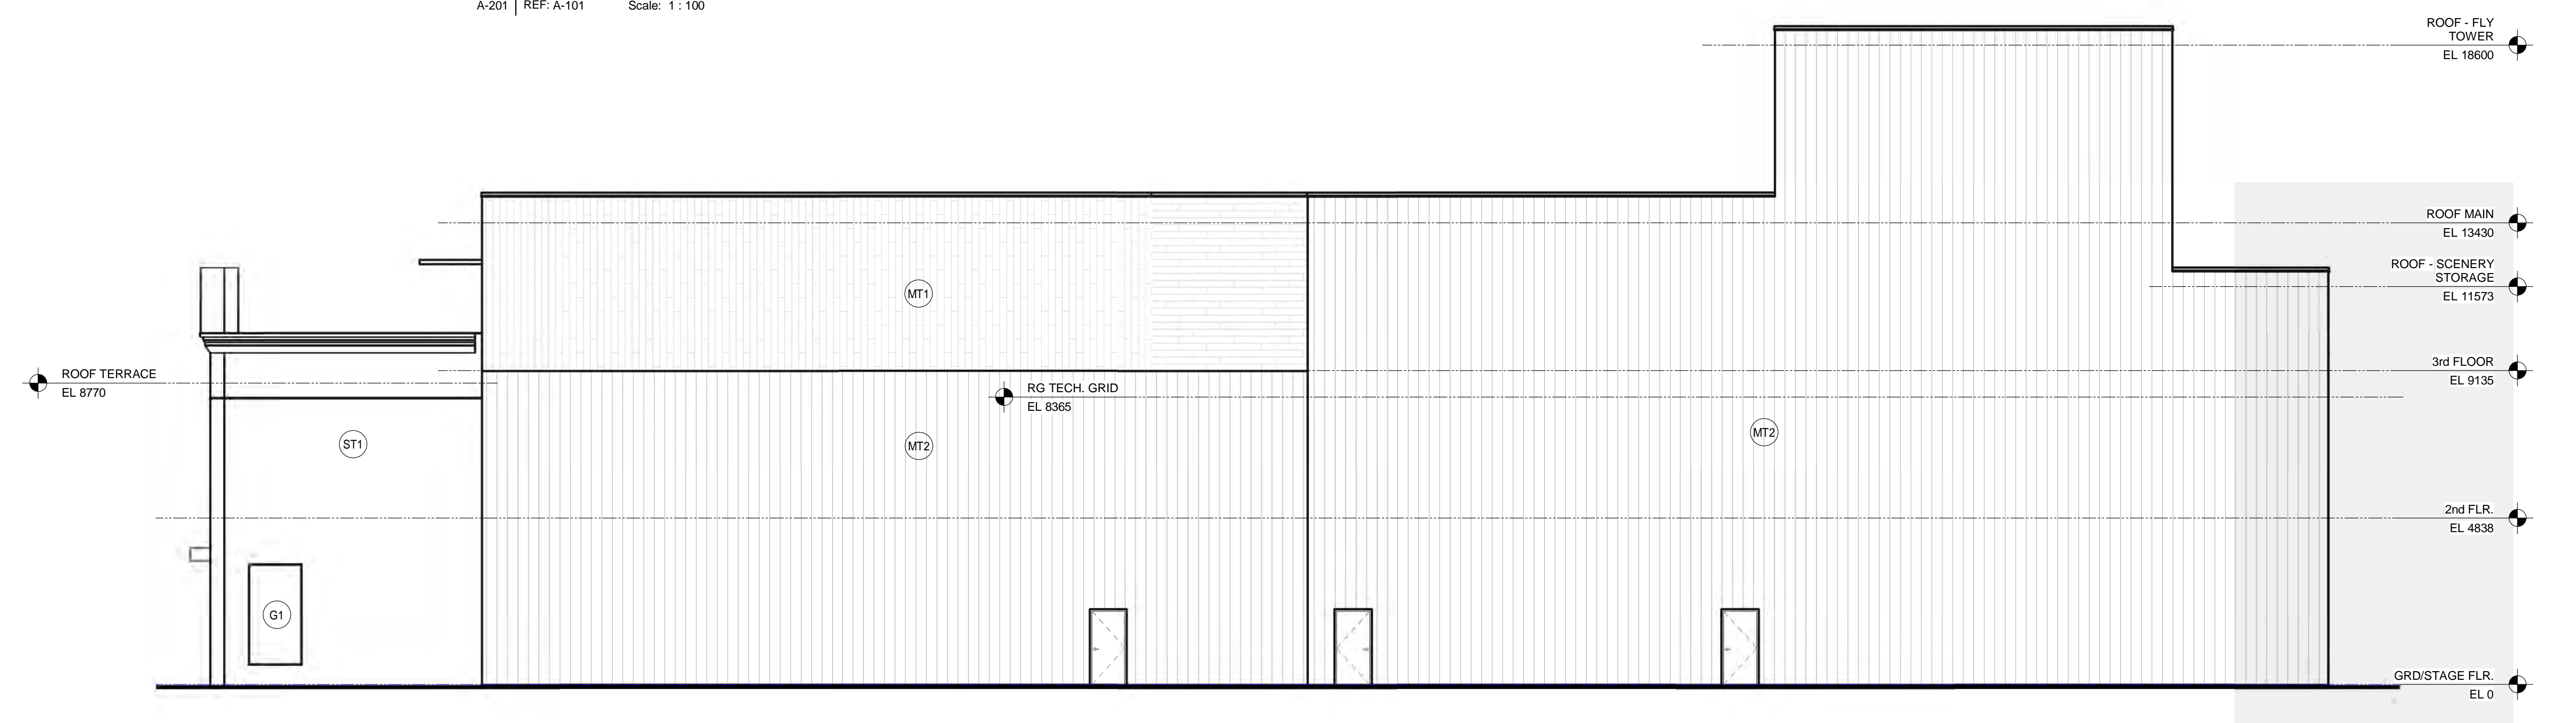 A-201 REF: A-101 Scale: 1 : 100
ROOF - FLY
TOWER
EL 18600
ROOF MAIN
EL 13430
ROOF - SCENERY
STORAGE
EL 11573
MT1
3rd FLOOR
EL 9135
ROOF TERRACE
EL 8770
RG TECH. GRID
EL 8365
ST1
MT2
MT2
2nd FLR.
EL 4838
G1
GRD/STAGE FLR.
EL 0